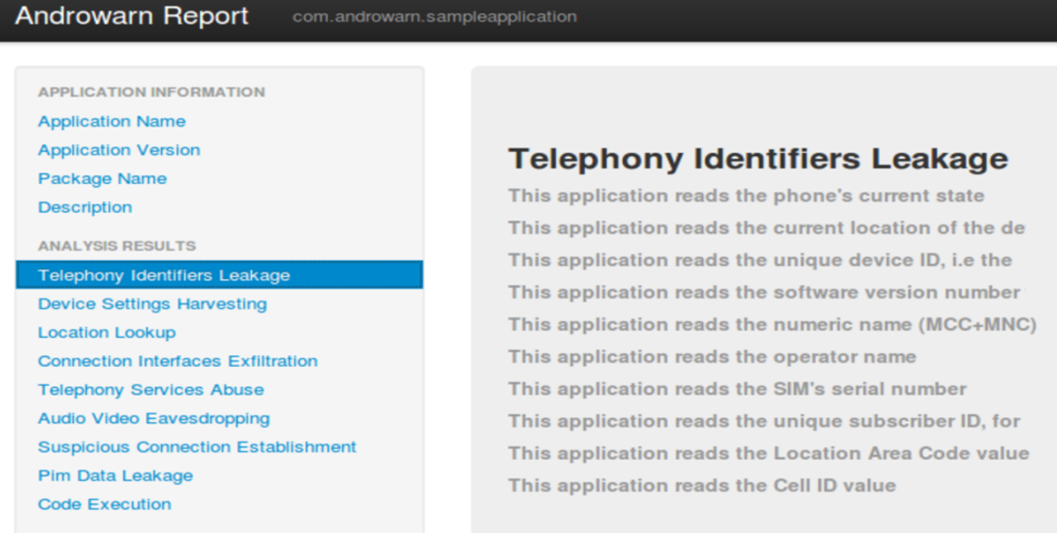 Androwarn Report com.androwarn.sampleapplication
APPLICATION INFORMATION
Application Name
Application Version
Package Name
Description
ANALYSIS RESULTS
Telephony Identifiers Leakage
Device Settings Harvesting
Location Lookup
Connection Interfaces Exfiltration
Telephony Services Abuse
Audio Video Eavesdropping
Suspicious Connection Establishment
Pim Data Leakage
Code Execution
Telephony Identifiers Leakage
This application reads the phone's current state
This application reads the current location of the de
This application reads the unique device ID, i.e the
This application reads the software version number
This application reads the numeric name (MCC+MNC)
This application reads the operator name
This application reads the SIM's serial number
This application reads the unique subscriber ID, for
This application reads the Location Area Code value
This application reads the Cell ID value